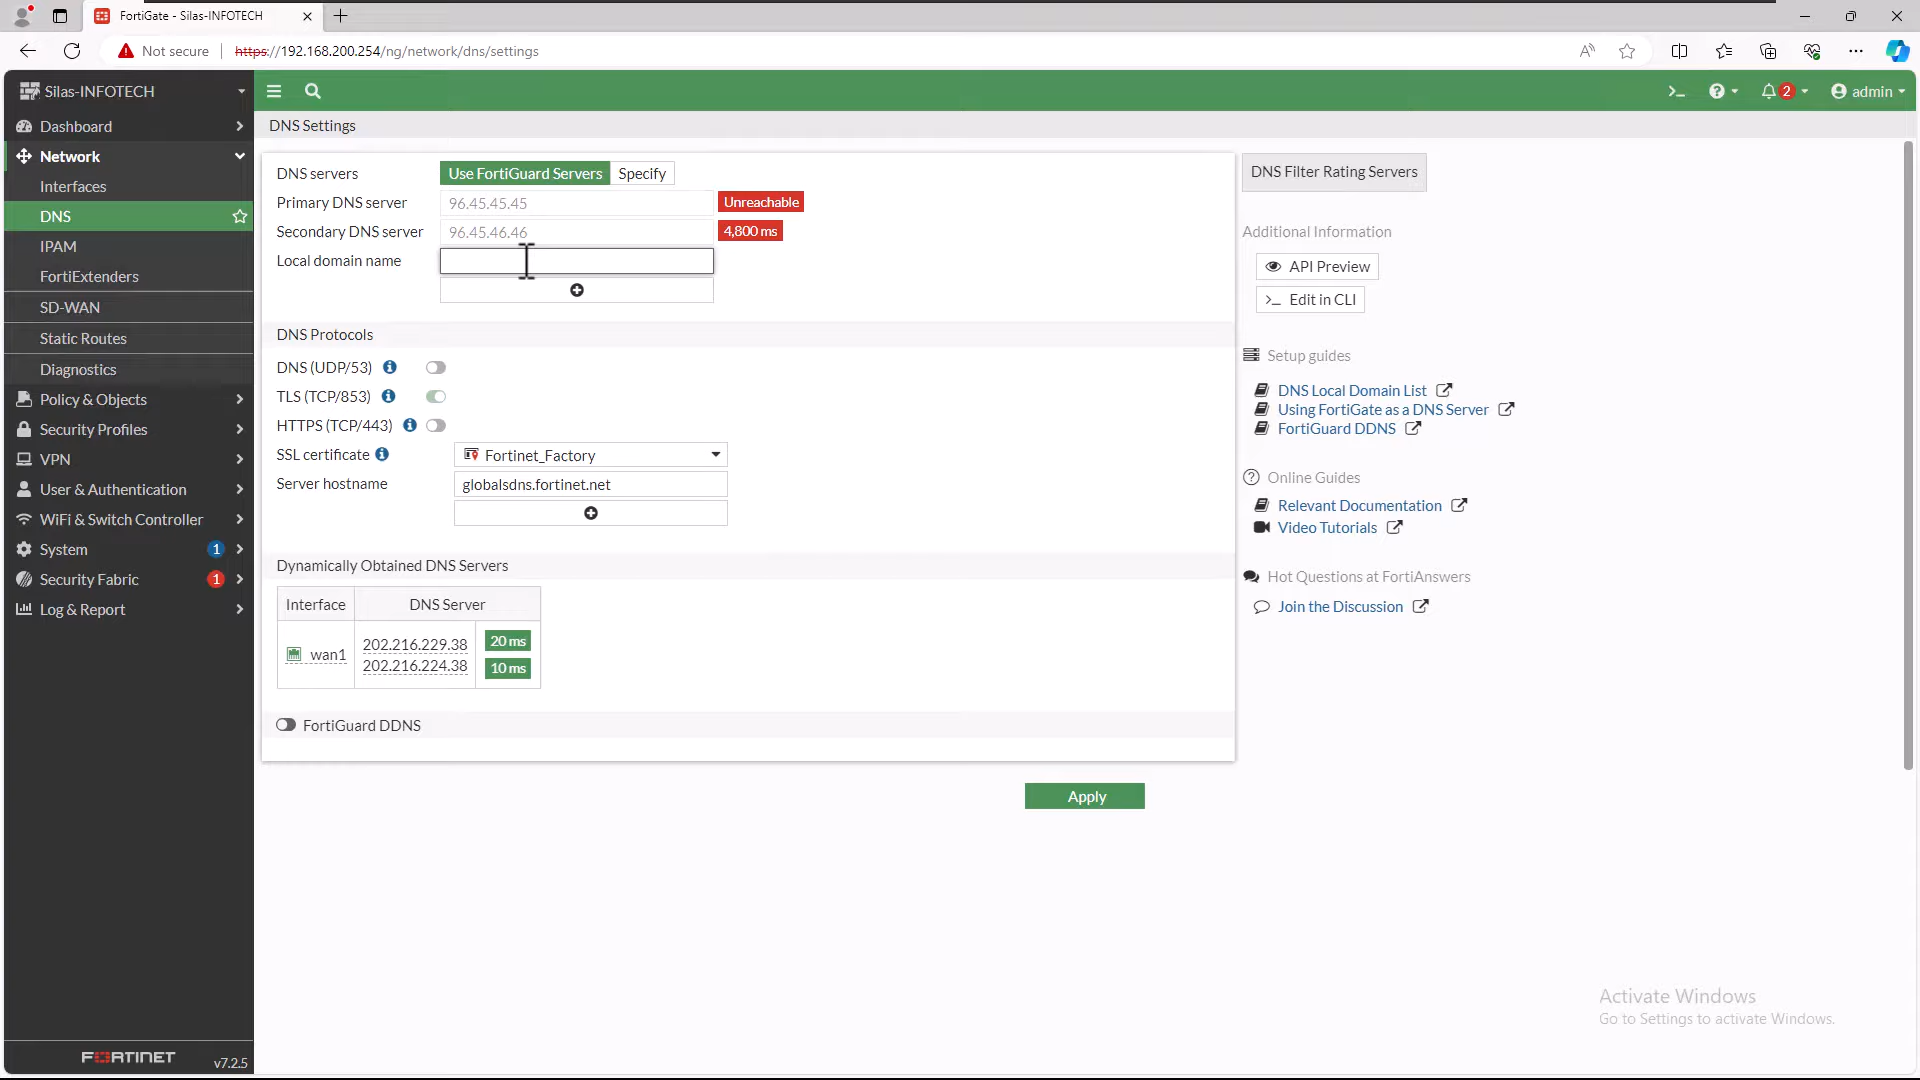 FortiGate - Silas-INFOTECH
Not secure https://192.168.200.254/ng/network/dns/settings
Silas-INFOTECH
>_ 2 admin
Dashboard
Network
Interfaces
DNS
IPAM
FortiExtenders
SD-WAN
Static Routes
Diagnostics
Policy & Objects
Security Profiles
VPN
User & Authentication
WiFi & Switch Controller
System 1
Security Fabric 1
Log & Report
FORTINET v7.2.5
DNS Settings
DNS servers Use FortiGuard Servers Specify
Primary DNS server 96.45.45.45 Unreachable
Secondary DNS server 96.45.46.46 4,800 ms
Local domain name
DNS Protocols
DNS (UDP/53)
TLS (TCP/853)
HTTPS (TCP/443)
SSL certificate Fortinet_Factory
Server hostname globalsdns.fortinet.net
Dynamically Obtained DNS Servers
Interface DNS Server
wan1
202.216.229.38 20 ms
202.216.224.38 10 ms
FortiGuard DDNS
Apply
DNS Filter Rating Servers
Additional Information
API Preview
>_ Edit in CLI
Setup guides
DNS Local Domain List
Using FortiGate as a DNS Server
FortiGuard DDNS
Online Guides
Relevant Documentation
Video Tutorials
Hot Questions at FortiAnswers
Join the Discussion
Activate Windows
Go to Settings to activate Windows.